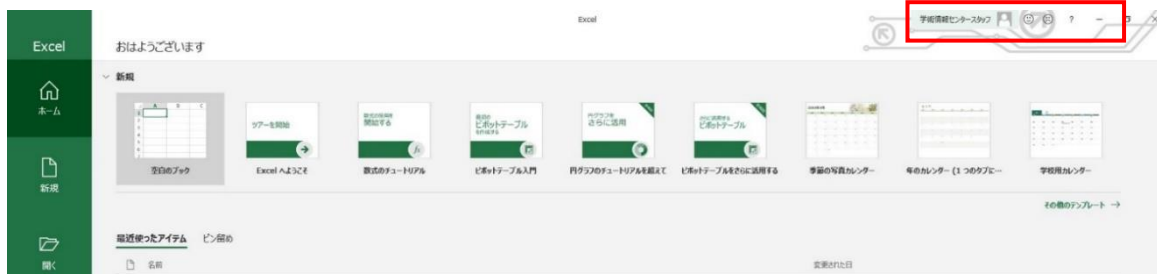 Excel
学術情報センタースタッフ
?
Excel
おはようございます
ホーム
新規
A B C
1
2
3
4
5
6
7
空白のブック
ツアーを開始
Excel へようこそ
数式の使用を
開始する
fx
数式のチュートリアル
最初の
ピボットテーブル
を作成する
ピボットテーブル入門
円グラフを
さらに活用
円グラフのチュートリアルを超えて
さらに活用する
ピボットテーブル
ピボットテーブルをさらに活用する
季節の写真カレンダー
年のカレンダー (1 つのタブに…
学校用カレンダー
新規
その他のテンプレート →
最近使ったアイテム ピン留め
開く
名前 変更された日